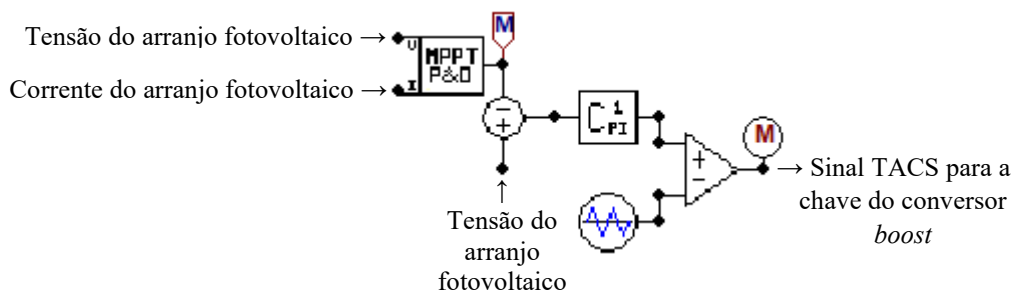 Tensão do arranjo fotovoltaico →
Corrente do arranjo fotovoltaico →
U
I
MPPT
P&O
M
−
+
↑
Tensão do
arranjo
fotovoltaico
C 1
PI
+
−
M
→ Sinal TACS para a
chave do conversor
boost